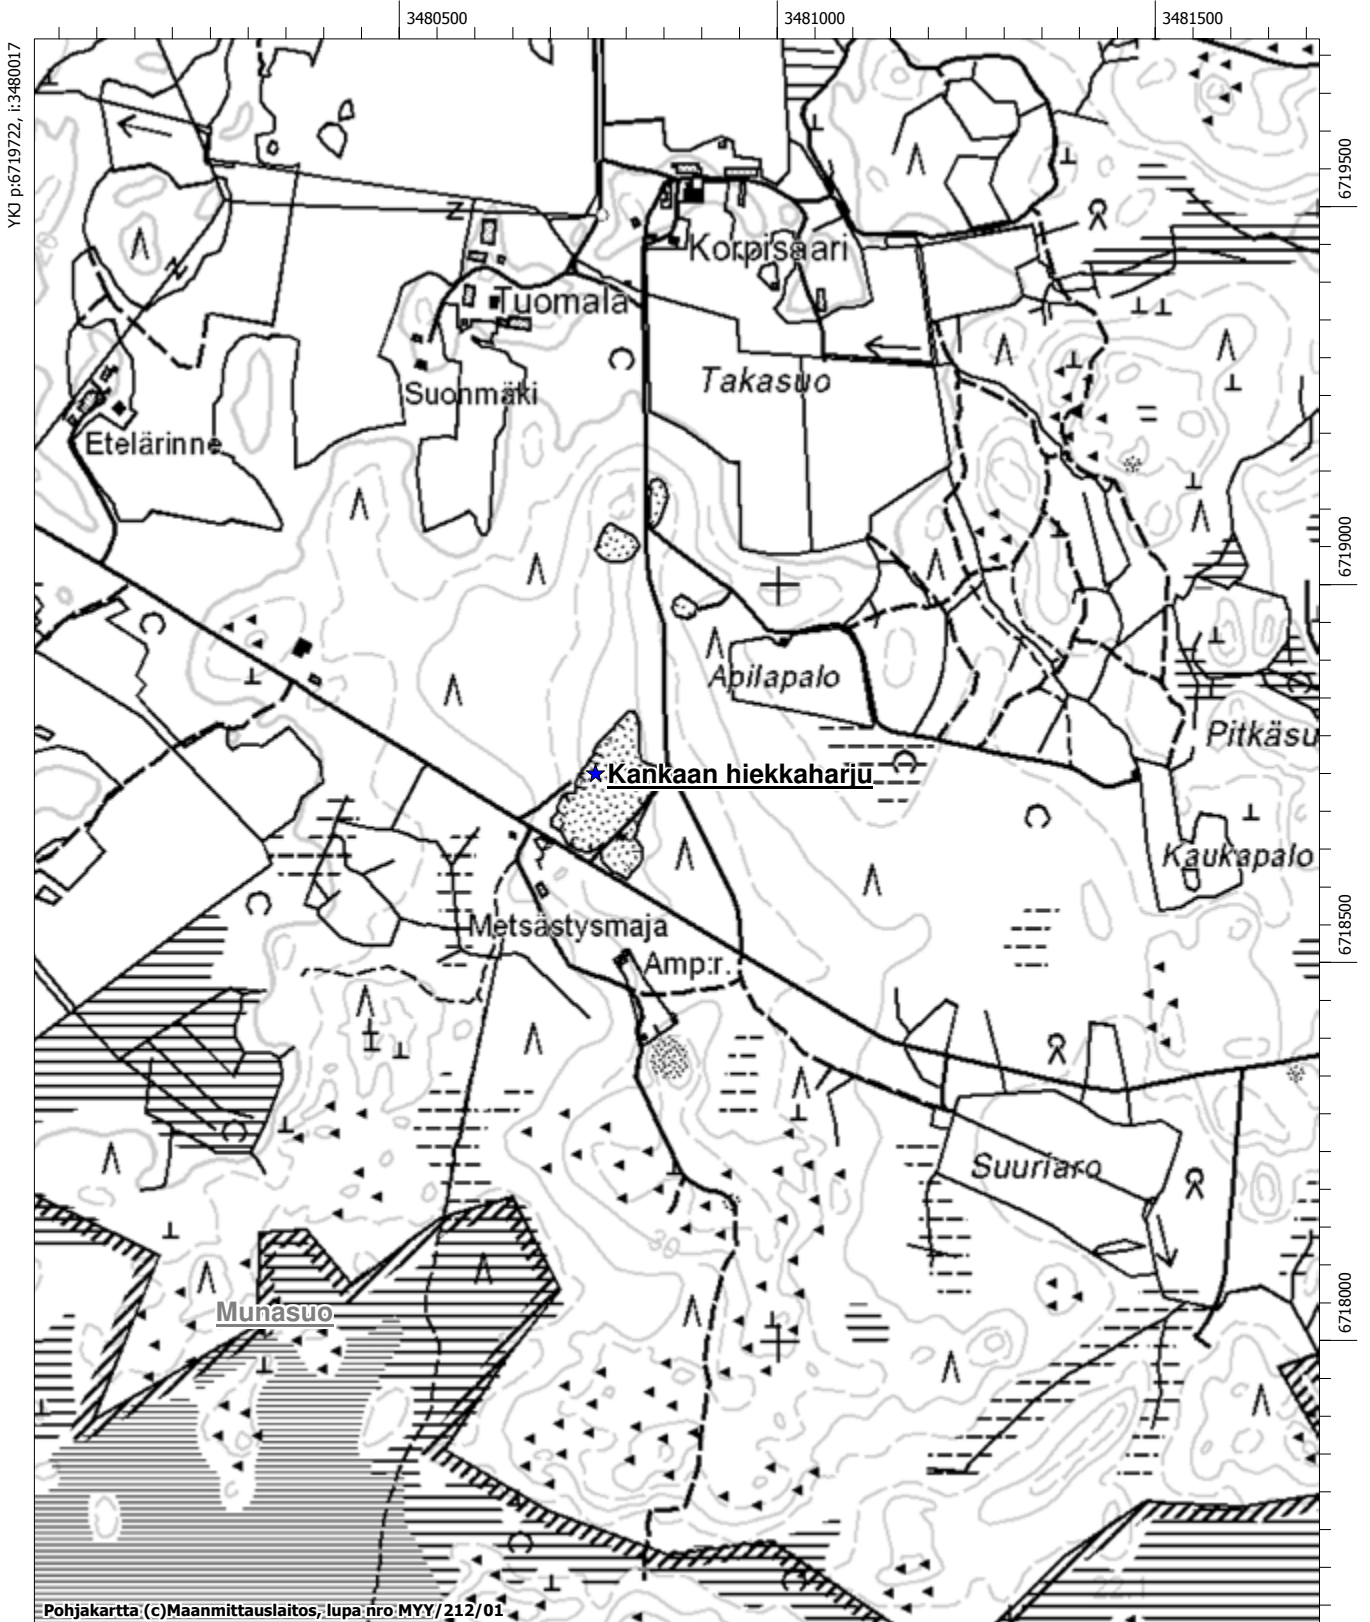 3480500
3481000
3481500
YKJ p:6719722, i:3480017
6719500
Korpisaari
Tuomala
Takasuo
Suonmäki
Etelärinne
6719000
Apilapalo
Pitkäsu
Kankaan hiekkaharju
Kaukapalo
Metsästysmaja
6718500
Amp:r.
Suuriaro
30
6718000
Munasuo
Pohjakartta (c)Maanmittauslaitos, lupa nro MYY/212/01